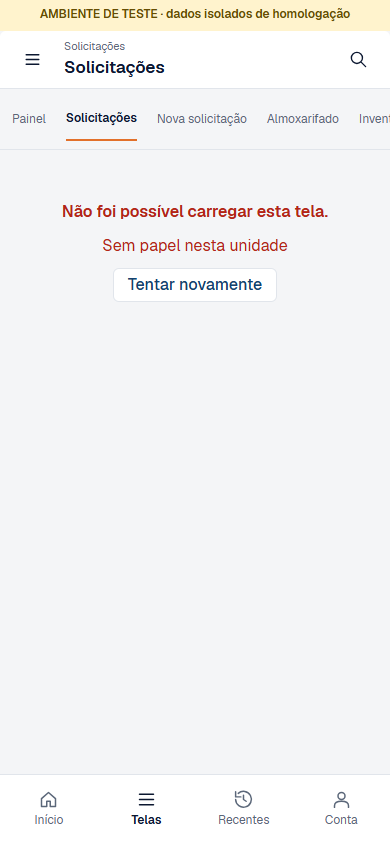 AMBIENTE DE TESTE · dados isolados de homologação
Solicitações
Solicitações
Painel Solicitações Nova solicitação Almoxarifado Invent
Não foi possível carregar esta tela.
Sem papel nesta unidade
Tentar novamente
Início Telas Recentes Conta